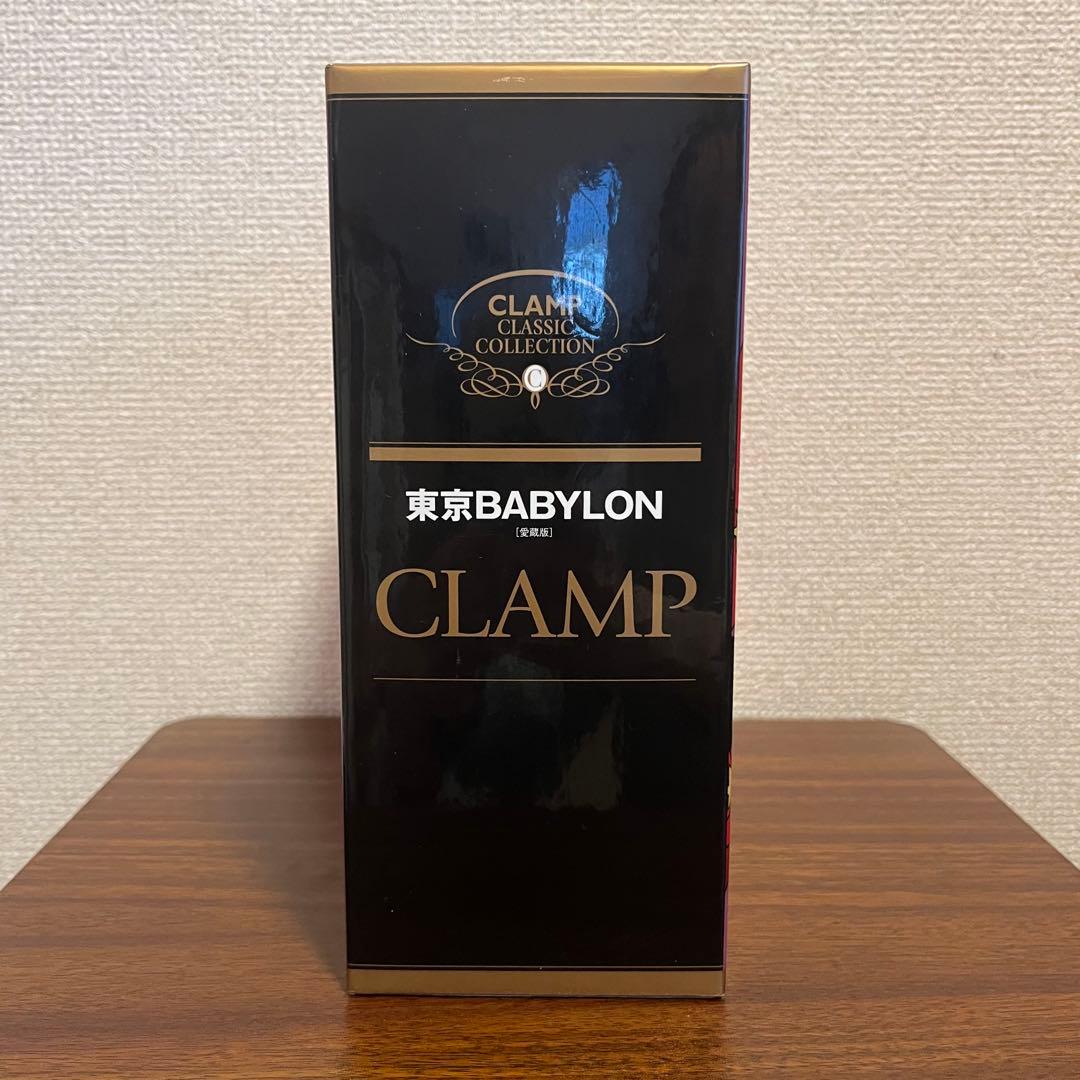 CLAMP
CLASSIC
COLLECTION
C
東京BABYLON
[愛蔵版]
CLAMP